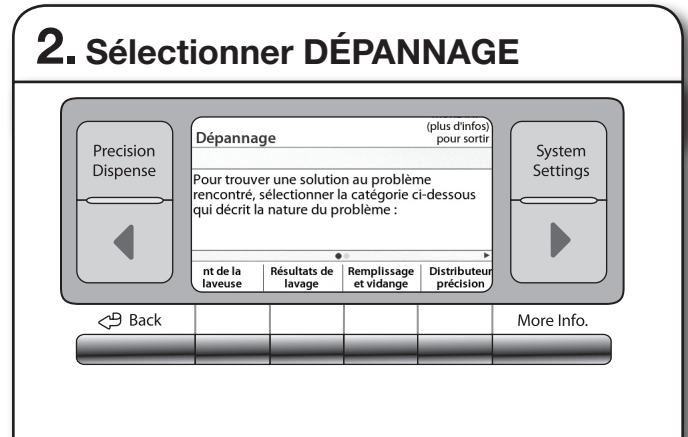 2. Sélectionner DÉPANNAGE
Precision
Dispense
Dépannage
(plus d'infos)
pour sortir
System
Settings
Pour trouver une solution au problème
rencontré, sélectionner la catégorie ci-dessous
qui décrit la nature du problème :
nt de la
laveuse
Résultats de
lavage
Remplissage
et vidange
Distributeur
précision
Back
More Info.